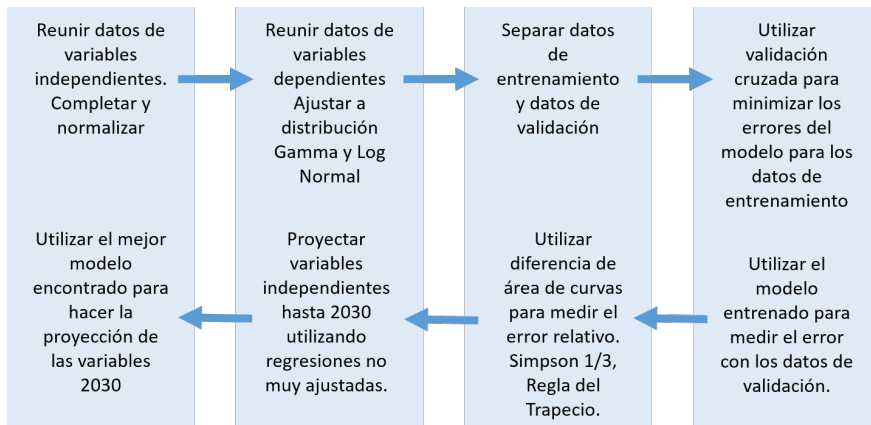 Reunir datos de
variables
independientes.
Completar y
normalizar
Reunir datos de
variables
dependientes
Ajustar a
distribución
Gamma y Log
Normal
Separar datos
de
entrenamiento
y datos de
validación
Utilizar
validación
cruzada para
minimizar los
errores del
modelo para los
datos de
entrenamiento
Utilizar el
modelo
entrenado para
medir el error
con los datos de
validación.
Utilizar
diferencia de
área de curvas
para medir el
error relativo.
Simpson 1/3,
Regla del
Trapecio.
Proyectar
variables
independientes
hasta 2030
utilizando
regresiones no
muy ajustadas.
Utilizar el mejor
modelo
encontrado para
hacer la
proyección de
las variables
2030